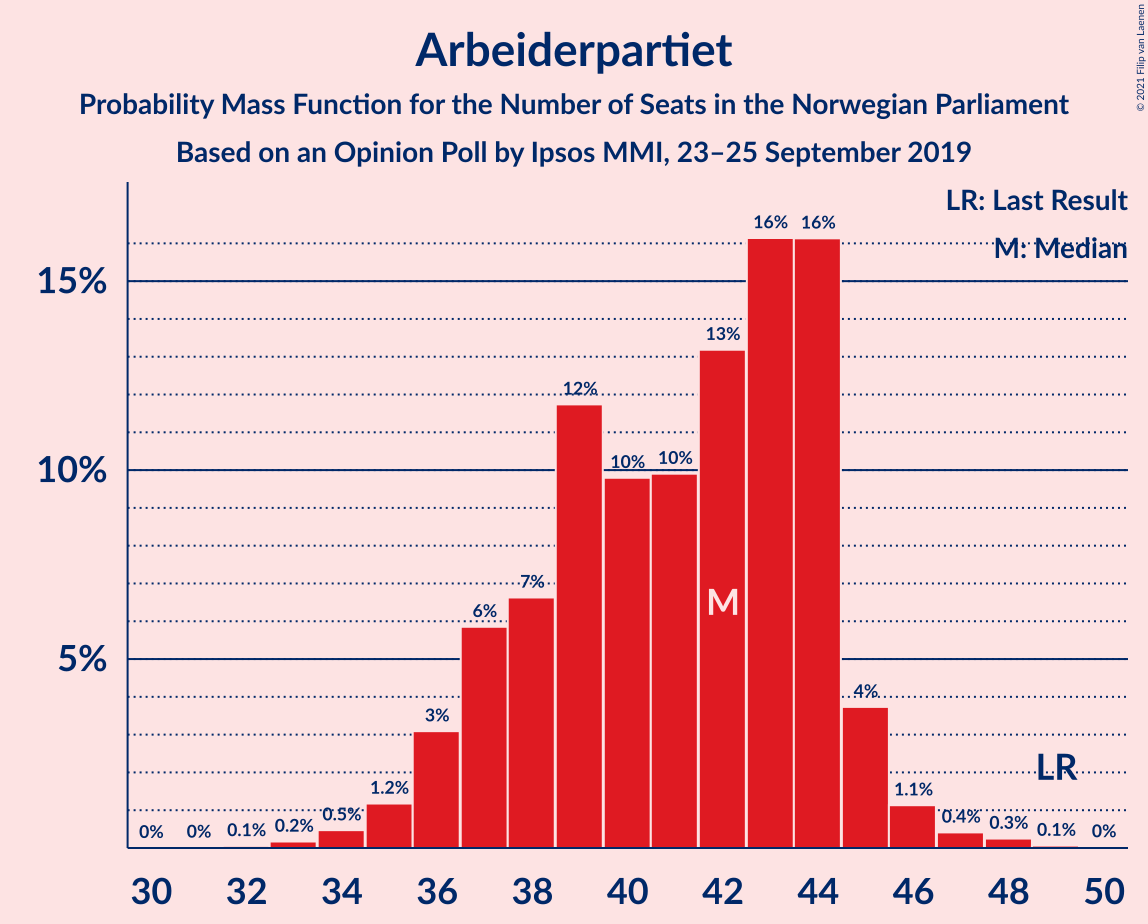 Arbeiderpartiet
Probability Mass Function for the Number of Seats in the Norwegian Parliament
Based on an Opinion Poll by Ipsos MMI, 23–25 September 2019
© 2021 Filip van Laenen
LR: Last Result
M: Median
15%
10%
5%
0%
0%
0.1%
0.2%
0.5%
1.2%
3%
6%
7%
12%
10%
10%
13%
16%
16%
4%
1.1%
0.4%
0.3%
0.1%
0%
M
LR
30 32 34 36 38 40 42 44 46 48 50